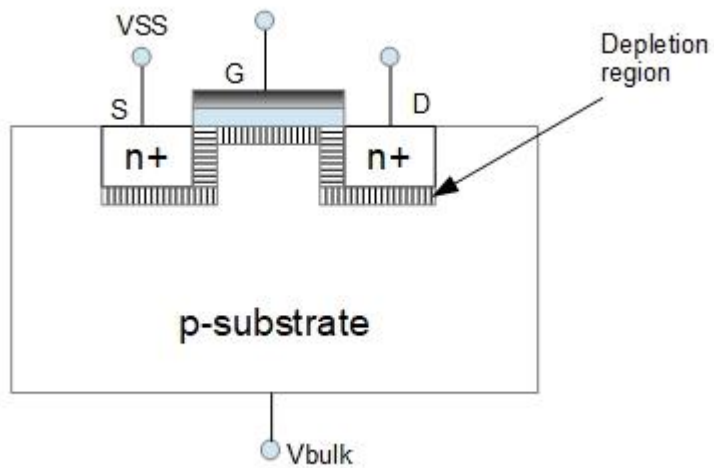 VSS
G
Depletion
region
S
D
n+
n+
p-substrate
Vbulk